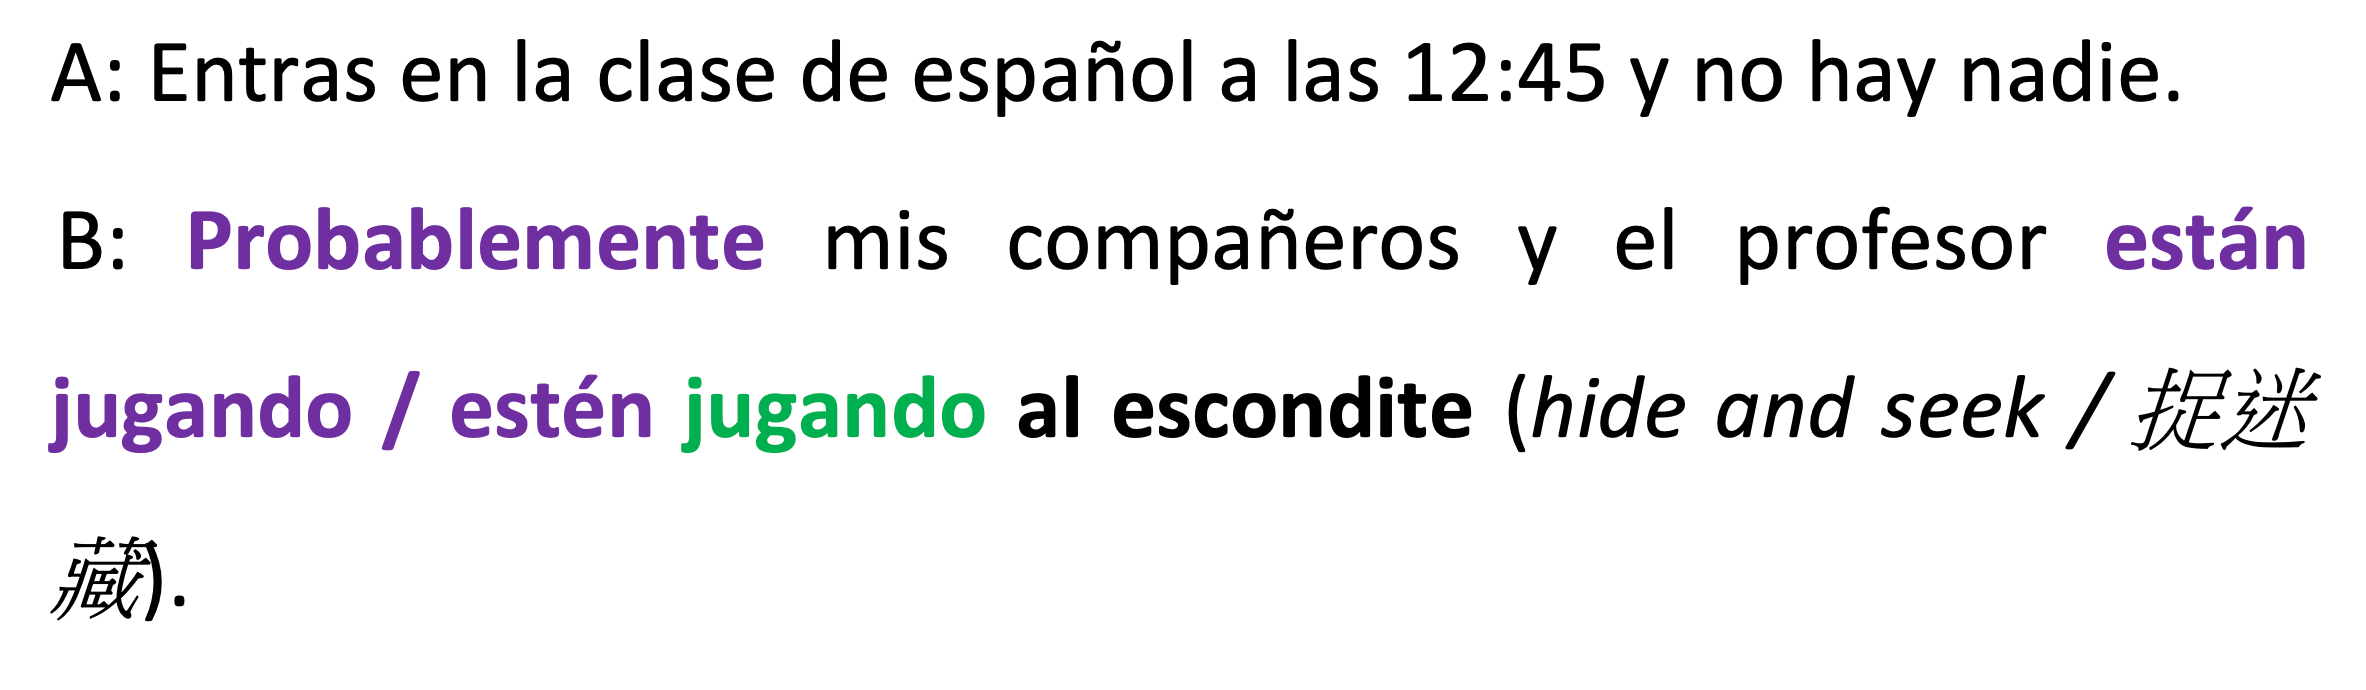 A: Entras en la clase de español a las 12:45 y no hay nadie.
B: Probablemente mis compañeros y el profesor están
jugando / estén jugando al escondite (hide and seek / 捉迷
藏).